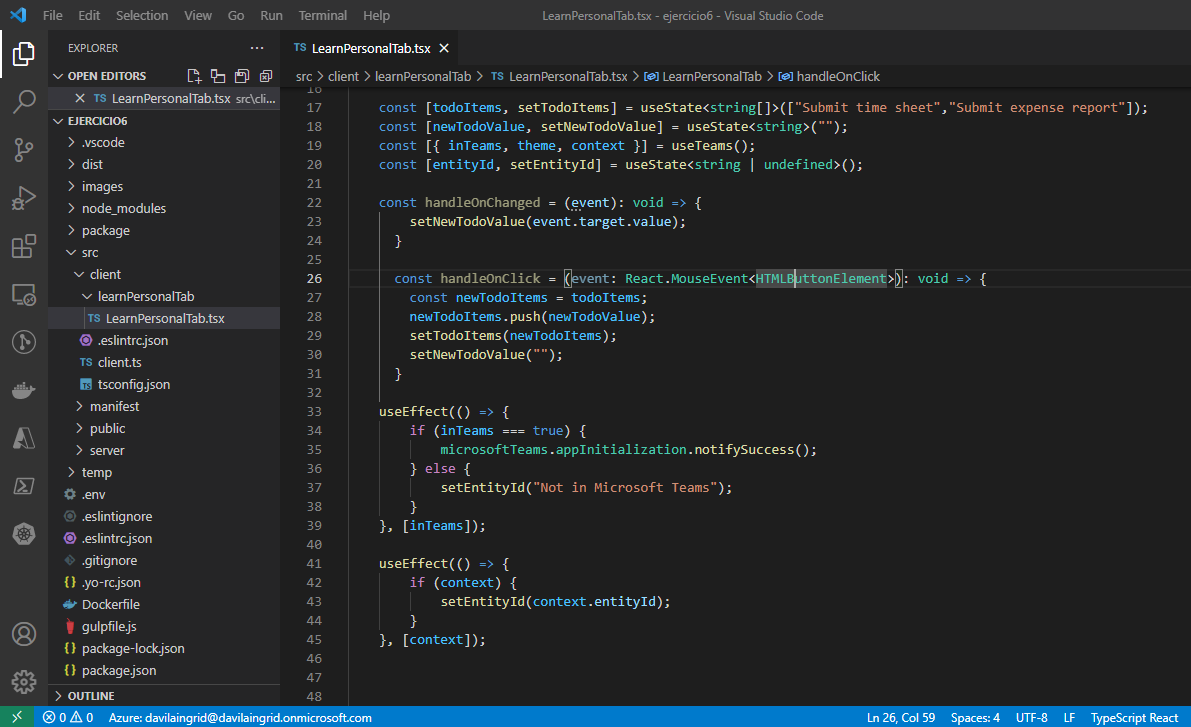 File Edit Selection View Go Run Terminal Help LearnPersonalTab.tsx - ejercicio6 - Visual Studio Code
EXPLORER ···
OPEN EDITORS
LearnPersonalTab.tsx src\cli...
EJERCICIO6
.vscode
dist
images
node_modules
package
src
client
learnPersonalTab
TS LearnPersonalTab.tsx
.eslintrc.json
TS client.ts
tsconfig.json
manifest
public
server
temp
.env
.eslintignore
.eslintrc.json
.gitignore
{} .yo-rc.json
Dockerfile
gulpfile.js
{} package-lock.json
{} package.json
OUTLINE
TS LearnPersonalTab.tsx
src > client > learnPersonalTab > TS LearnPersonalTab.tsx > LearnPersonalTab > handleOnClick
16
17 const [todoItems, setTodoItems] = useState<string[]>(["Submit time sheet","Submit expense report"]);
18 const [newTodoValue, setNewTodoValue] = useState<string>("");
19 const [{ inTeams, theme, context }] = useTeams();
20 const [entityId, setEntityId] = useState<string | undefined>();
21
22 const handleOnChanged = (event): void => {
23 setNewTodoValue(event.target.value);
24 }
25
26 const handleOnClick = (event: React.MouseEvent<HTMLButtonElement>): void => {
27 const newTodoItems = todoItems;
28 newTodoItems.push(newTodoValue);
29 setTodoItems(newTodoItems);
30 setNewTodoValue("");
31 }
32
33 useEffect(() => {
34 if (inTeams === true) {
35 microsoftTeams.appInitialization.notifySuccess();
36 } else {
37 setEntityId("Not in Microsoft Teams");
38 }
39 }, [inTeams]);
40
41 useEffect(() => {
42 if (context) {
43 setEntityId(context.entityId);
44 }
45 }, [context]);
46
47
48
0 0 Azure: davilaingrid@davilaingrid.onmicrosoft.com Ln 26, Col 59 Spaces: 4 UTF-8 LF TypeScript React